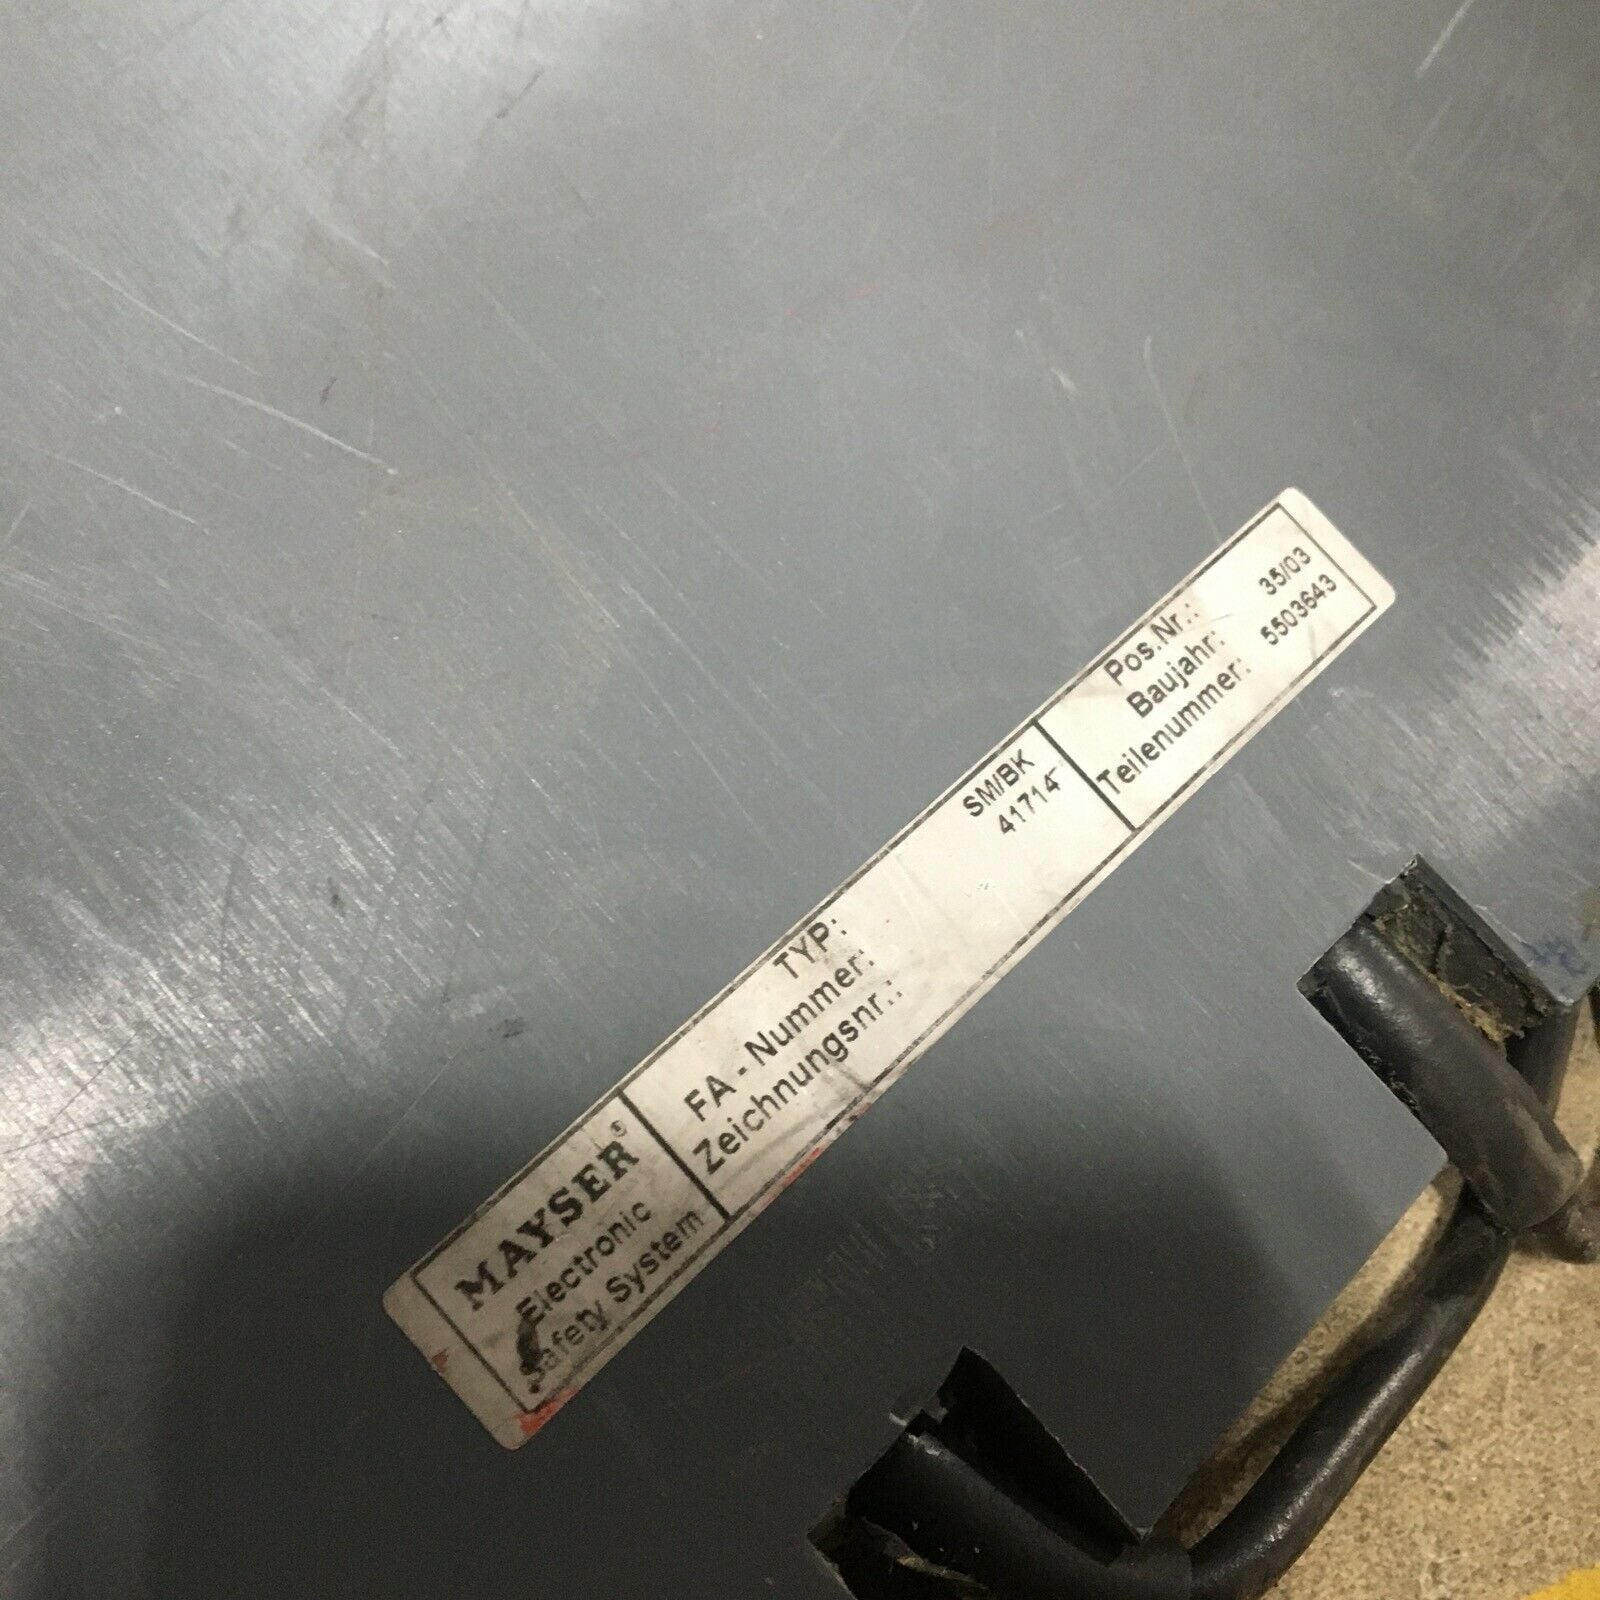 MAYSER®
Electronic
Safety System
TYP: SM/BK
FA - Nummer: 41714
Zeichnungsnr.:
Pos.Nr.:
Baujahr: 35/03
Teilenummer: 5503643